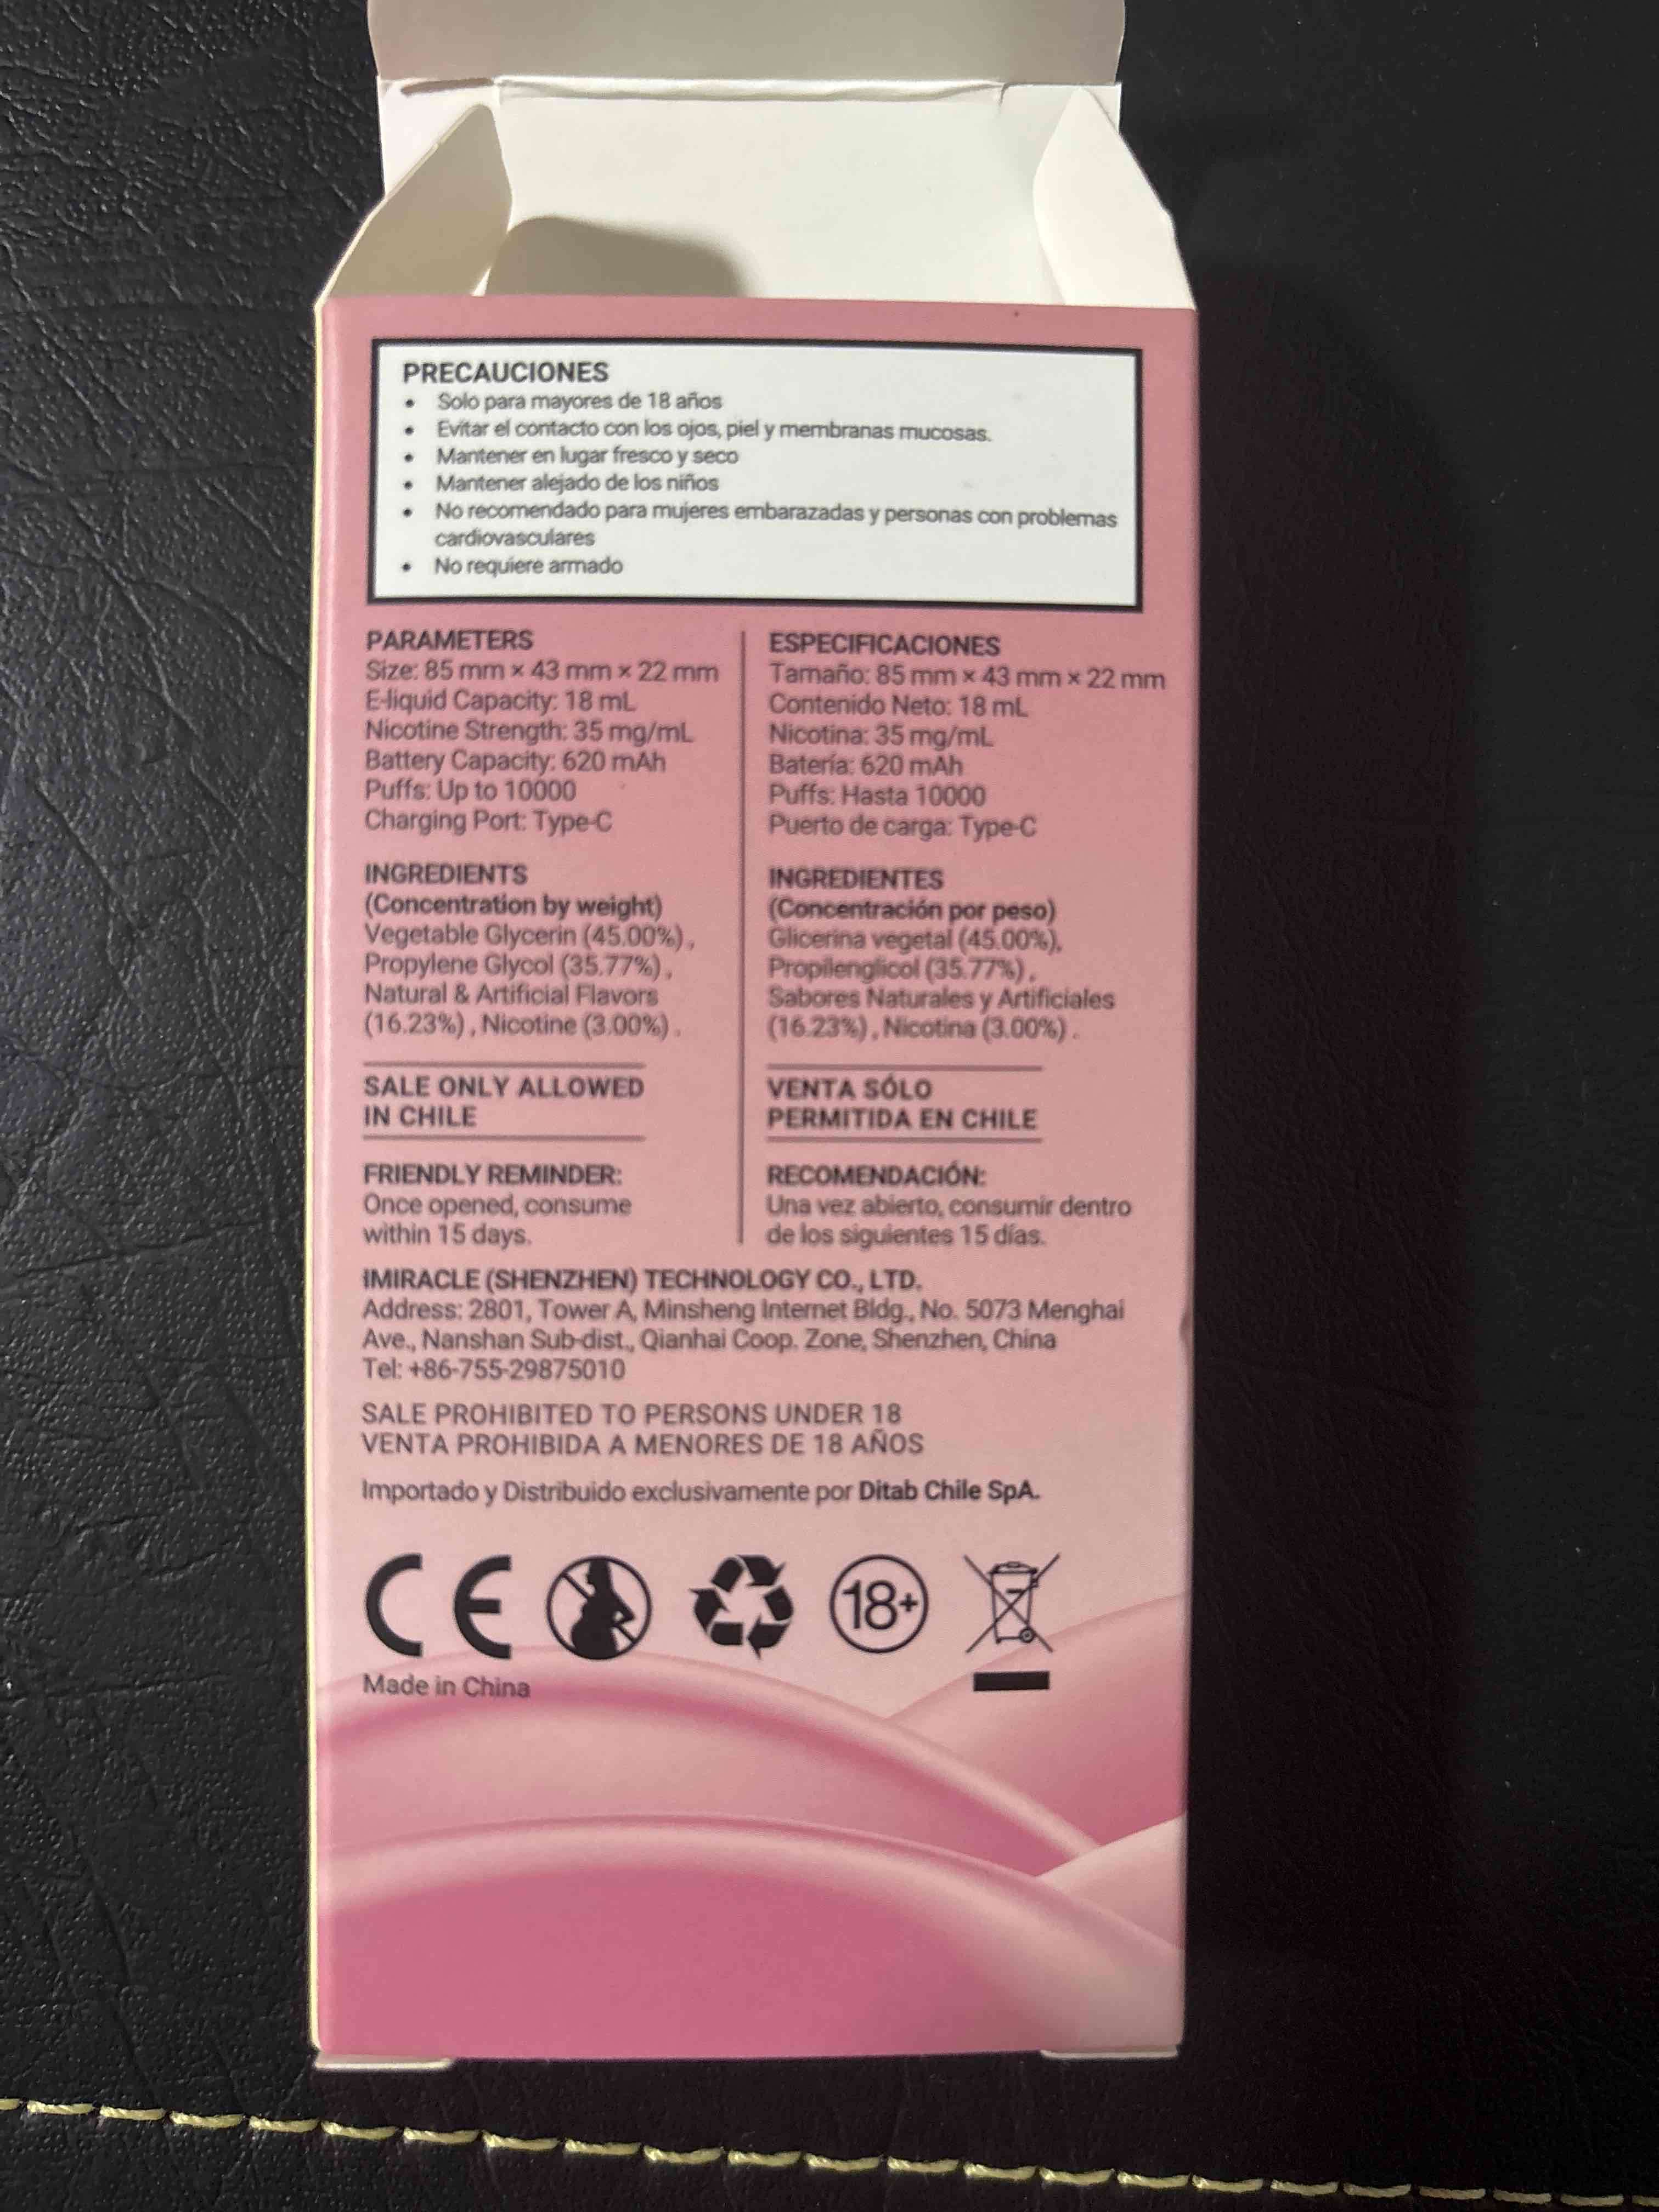 PRECAUCIONES
• Solo para mayores de 18 años
• Evitar el contacto con los ojos, piel y membranas mucosas.
• Mantener en lugar fresco y seco
• Mantener alejado de los niños
• No recomendado para mujeres embarazadas y personas con problemas
cardiovasculares
• No requiere armado
PARAMETERS
Size: 85 mm × 43 mm × 22 mm
E-liquid Capacity: 18 mL
Nicotine Strength: 35 mg/mL
Battery Capacity: 620 mAh
Puffs: Up to 10000
Charging Port: Type-C
INGREDIENTS
(Concentration by weight)
Vegetable Glycerin (45.00%) ,
Propylene Glycol (35.77%) ,
Natural & Artificial Flavors
(16.23%) , Nicotine (3.00%) .
SALE ONLY ALLOWED
IN CHILE
FRIENDLY REMINDER:
Once opened, consume
within 15 days.
ESPECIFICACIONES
Tamaño: 85 mm × 43 mm × 22 mm
Contenido Neto: 18 mL
Nicotina: 35 mg/mL
Batería: 620 mAh
Puffs: Hasta 10000
Puerto de carga: Type-C
INGREDIENTES
(Concentración por peso)
Glicerina vegetal (45.00%),
Propilenglicol (35.77%) ,
Sabores Naturales y Artificiales
(16.23%) , Nicotina (3.00%) .
VENTA SÓLO
PERMITIDA EN CHILE
RECOMENDACIÓN:
Una vez abierto, consumir dentro
de los siguientes 15 días.
IMIRACLE (SHENZHEN) TECHNOLOGY CO., LTD.
Address: 2801, Tower A, Minsheng Internet Bldg., No. 5073 Menghai
Ave., Nanshan Sub-dist., Qianhai Coop. Zone, Shenzhen, China
Tel: +86-755-29875010
SALE PROHIBITED TO PERSONS UNDER 18
VENTA PROHIBIDA A MENORES DE 18 AÑOS
Importado y Distribuido exclusivamente por Ditab Chile SpA.
CE
18+
Made in China